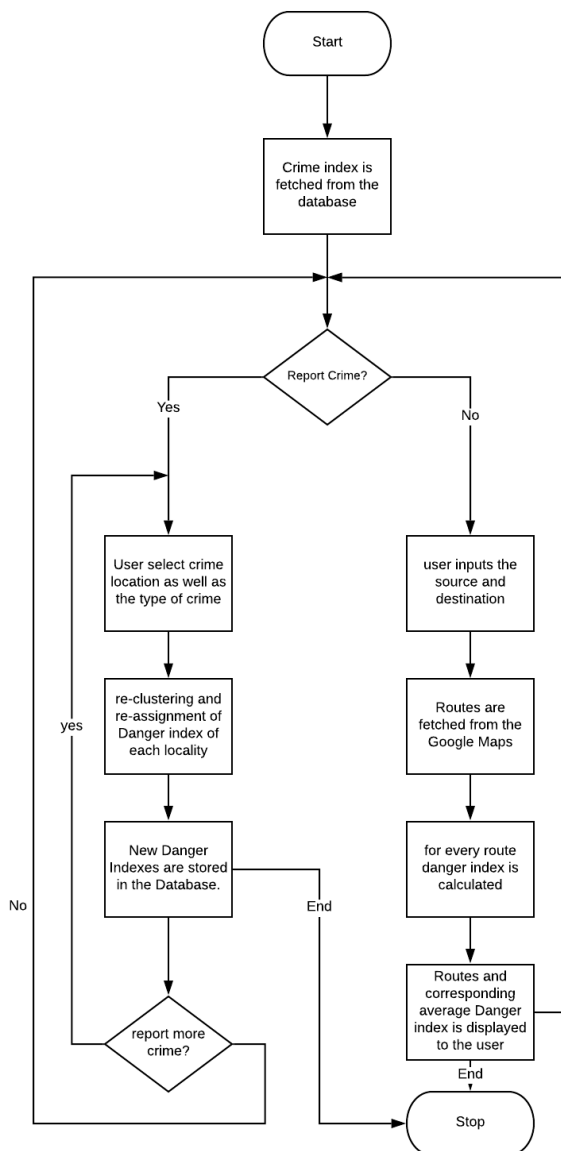 Start
Crime index is
fetched from the
database
Report Crime?
Yes
No
User select crime
location as well as
the type of crime
user inputs the
source and
destination
re-clustering and
re-assignment of
Danger index of
each locality
Routes are
fetched from the
Google Maps
yes
New Danger
Indexes are stored
in the Database.
for every route
danger index is
calculated
No
End
report more
crime?
Routes and
corresponding
average Danger
index is displayed
to the user
End
Stop